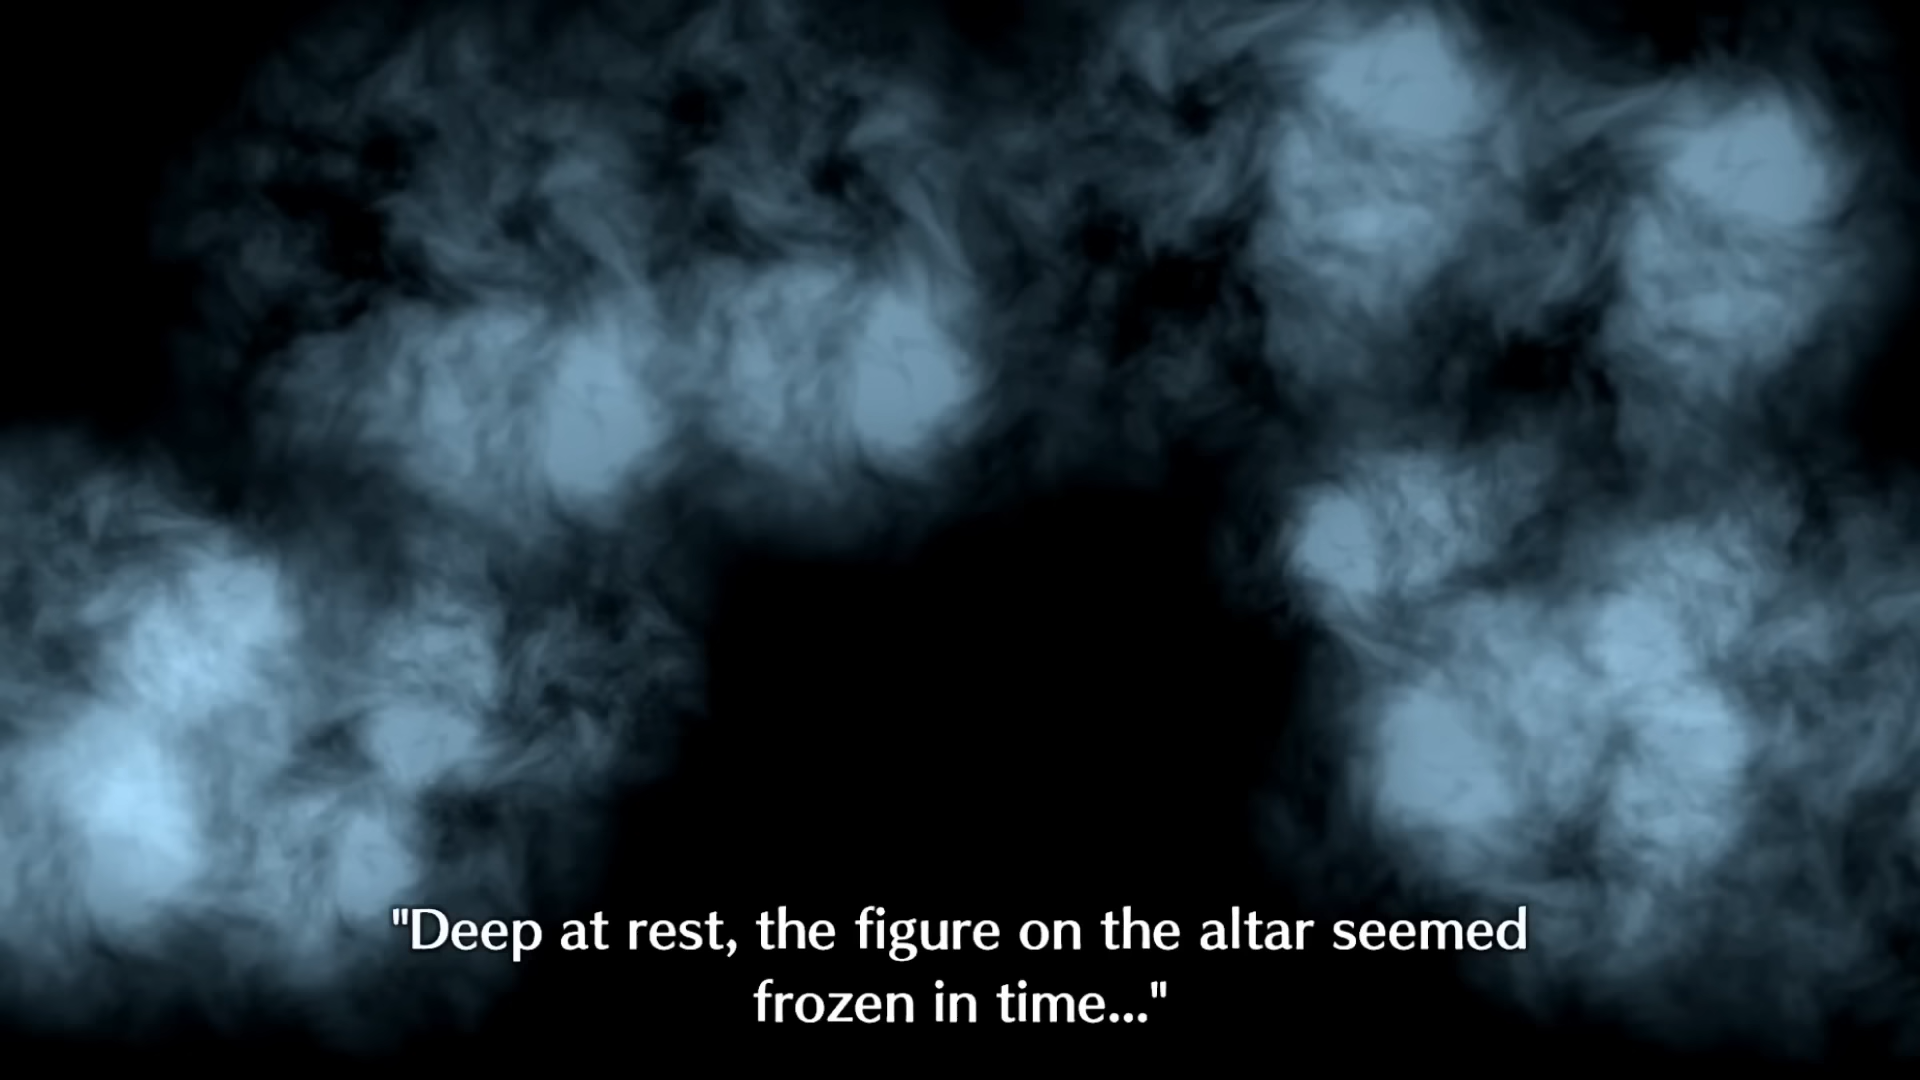 "Deep at rest, the figure on the altar seemed
frozen in time..."